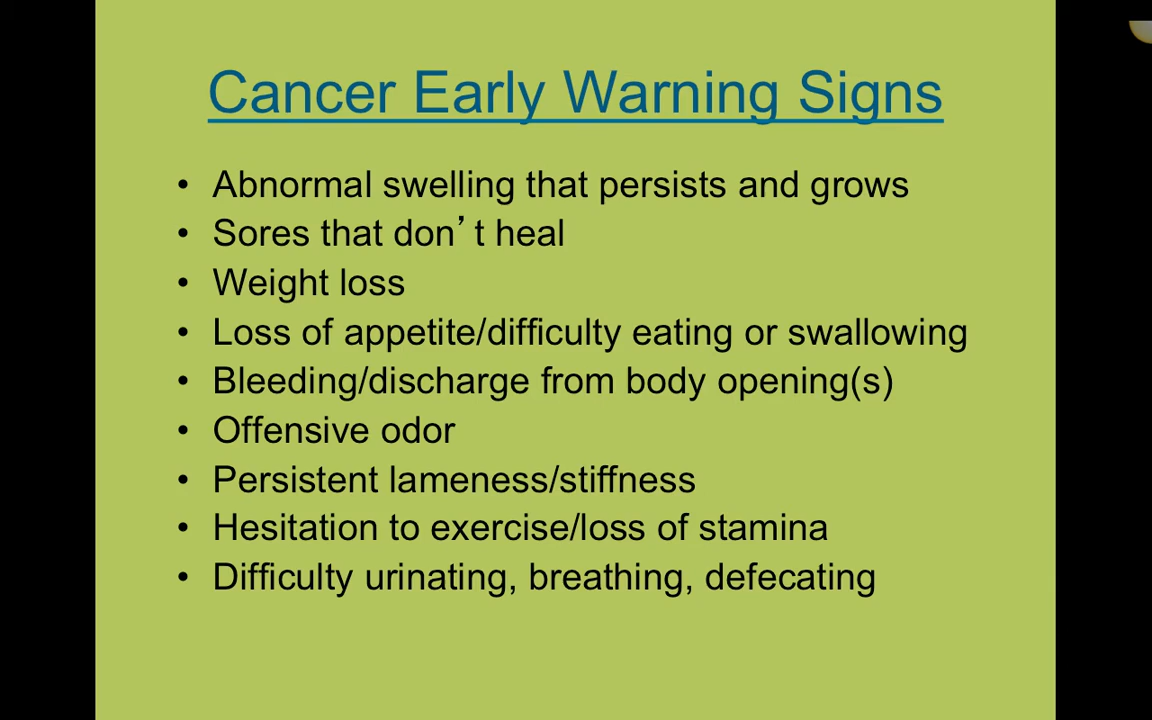 Cancer Early Warning Signs
• Abnormal swelling that persists and grows
• Sores that don’t heal
• Weight loss
• Loss of appetite/difficulty eating or swallowing
• Bleeding/discharge from body opening(s)
• Offensive odor
• Persistent lameness/stiffness
• Hesitation to exercise/loss of stamina
• Difficulty urinating, breathing, defecating